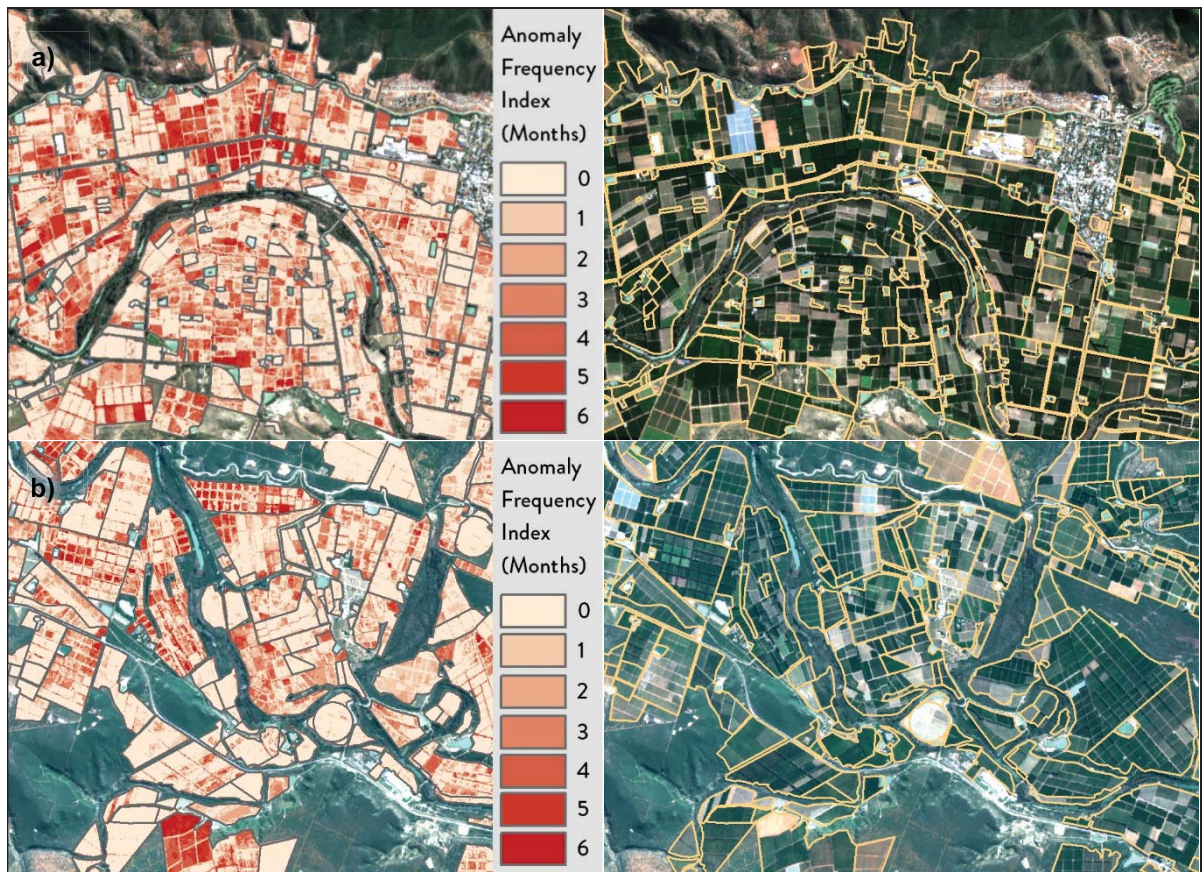 a)
Anomaly
Frequency
Index
(Months)
0
1
2
3
4
5
6
b)
Anomaly
Frequency
Index
(Months)
0
1
2
3
4
5
6